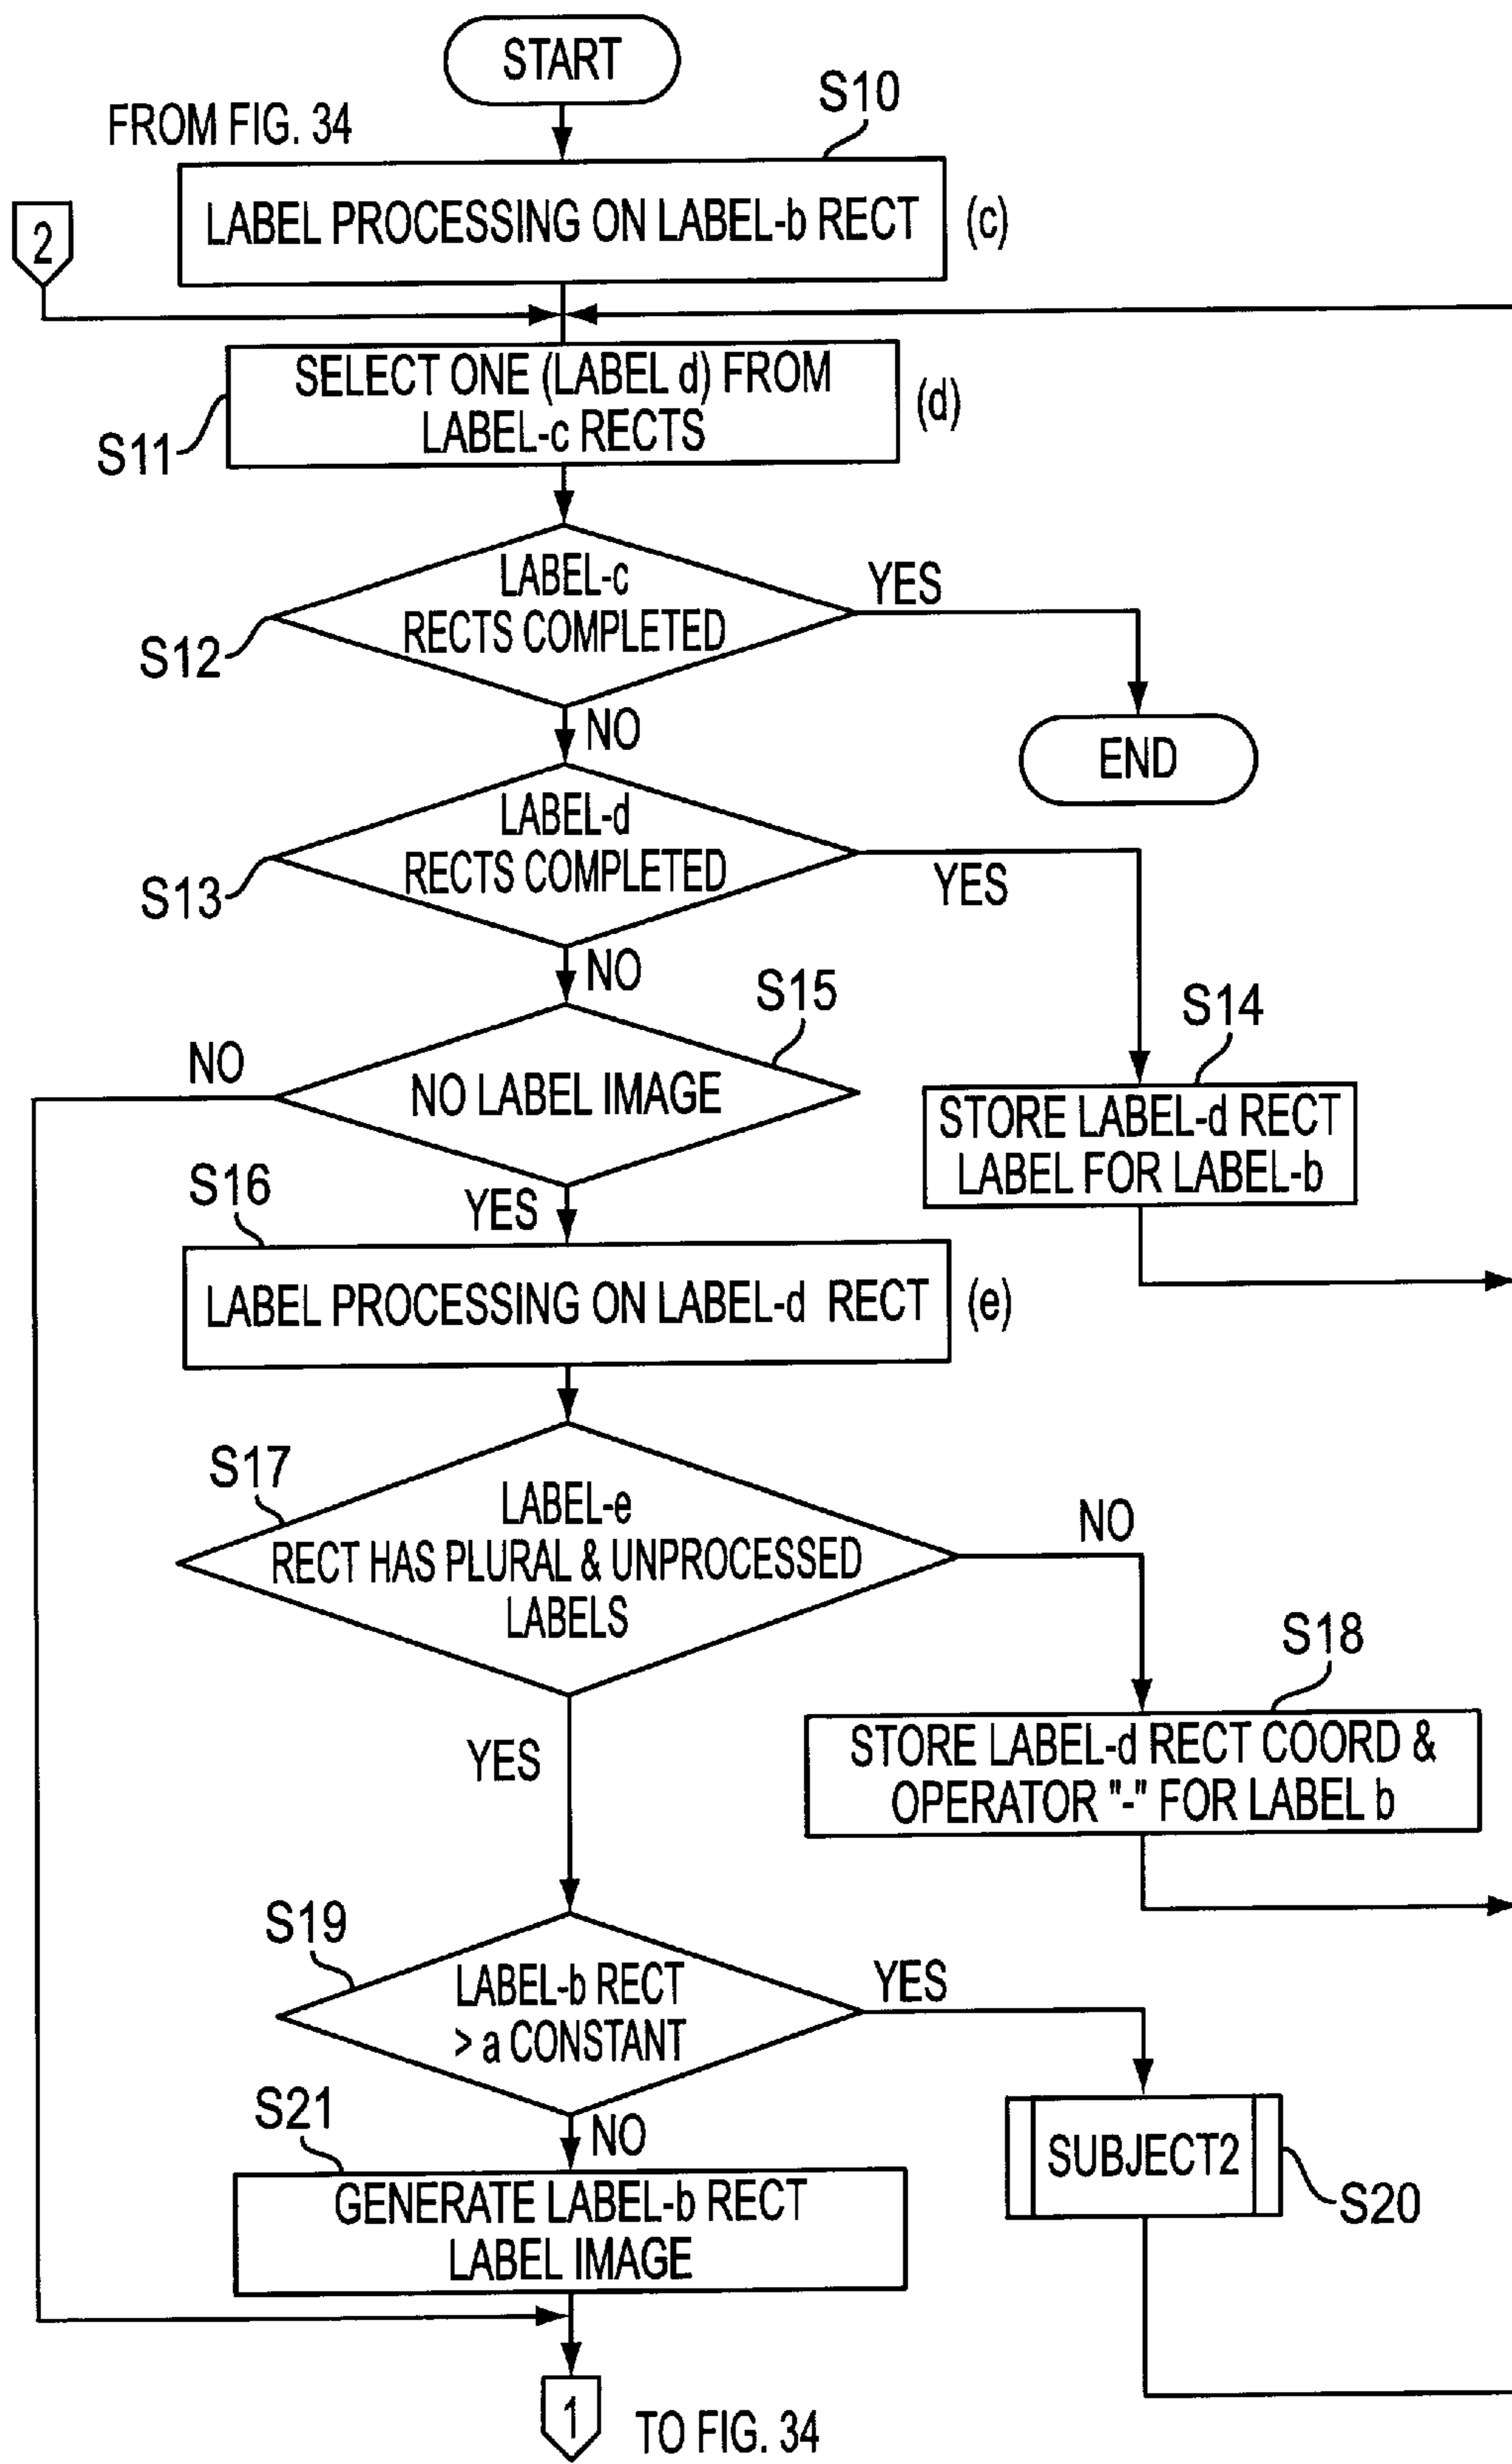 START
FROM FIG. 34
S10
LABEL PROCESSING ON LABEL-b RECT
(c)
2
SELECT ONE (LABEL d) FROM
LABEL-c RECTS
(d)
S11
LABEL-c
RECTS COMPLETED
YES
S12
NO
END
LABEL-d
RECTS COMPLETED
YES
S13
NO
S15
S14
NO
NO LABEL IMAGE
STORE LABEL-d RECT
LABEL FOR LABEL-b
S16
YES
LABEL PROCESSING ON LABEL-d RECT
(e)
S17
LABEL-e
RECT HAS PLURAL & UNPROCESSED
LABELS
NO
S18
YES
STORE LABEL-d RECT COORD &
OPERATOR "-" FOR LABEL b
S19
LABEL-b RECT
> a CONSTANT
YES
S21
NO
SUBJECT2
S20
GENERATE LABEL-b RECT
LABEL IMAGE
1
TO FIG. 34